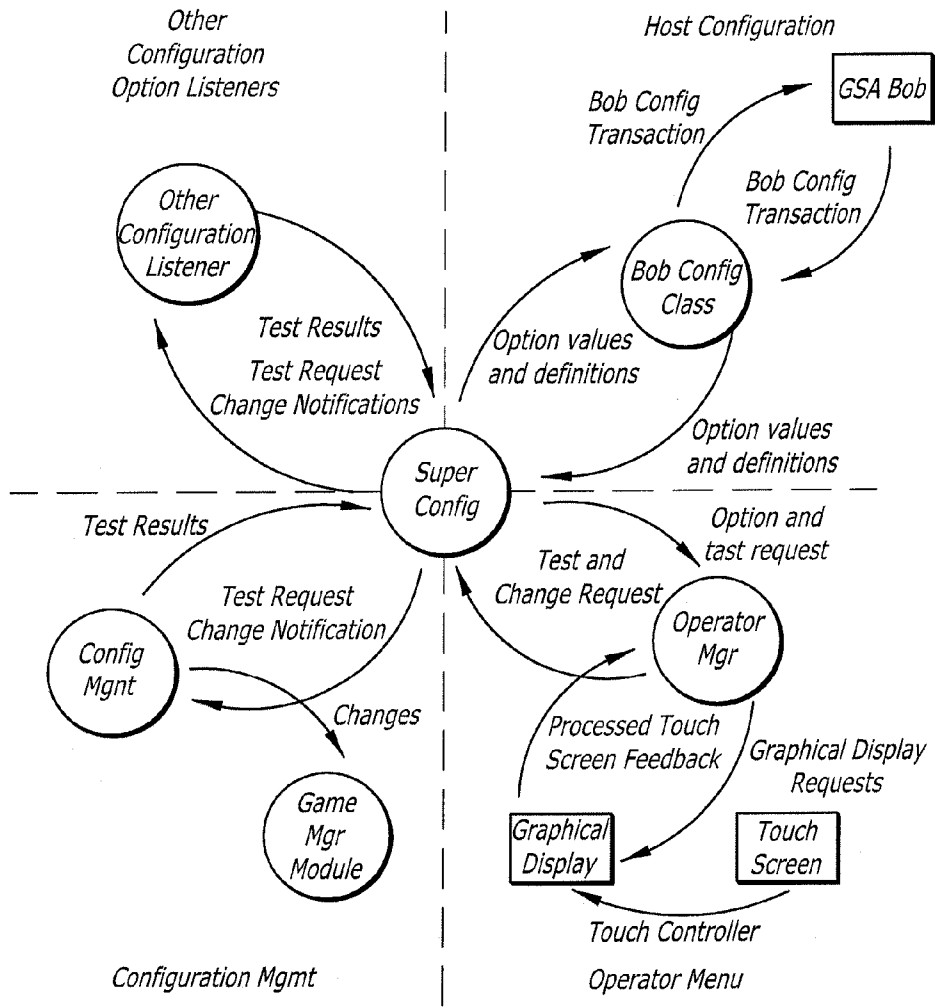 Other
Configuration
Option Listeners
Host Configuration
GSA Bob
Bob Config
Transaction
Bob Config
Transaction
Other
Configuration
Listener
Bob Config
Class
Test Results
Test Request
Change Notifications
Option values
and definitions
Option values
and definitions
Super
Config
Test Results
Option and
tast request
Test and
Change Request
Test Request
Change Notification
Operator
Mgr
Config
Mgnt
Changes
Processed Touch
Screen Feedback
Graphical Display
Requests
Game
Mgr
Module
Graphical
Display
Touch
Screen
Touch Controller
Configuration Mgmt
Operator Menu